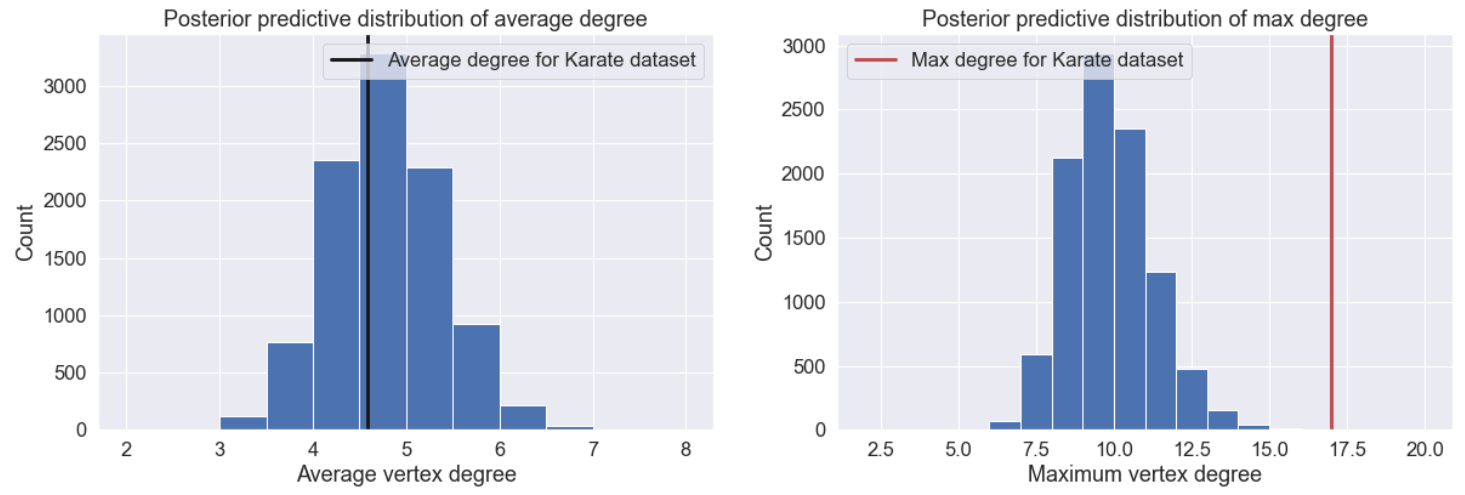 Posterior predictive distribution of average degree
Average degree for Karate dataset
3000
2500
2000
1500
1000
500
0
Count
2 3 4 5 6 7 8
Average vertex degree
Posterior predictive distribution of max degree
Max degree for Karate dataset
3000
2500
2000
1500
1000
500
0
Count
2.5 5.0 7.5 10.0 12.5 15.0 17.5 20.0
Maximum vertex degree